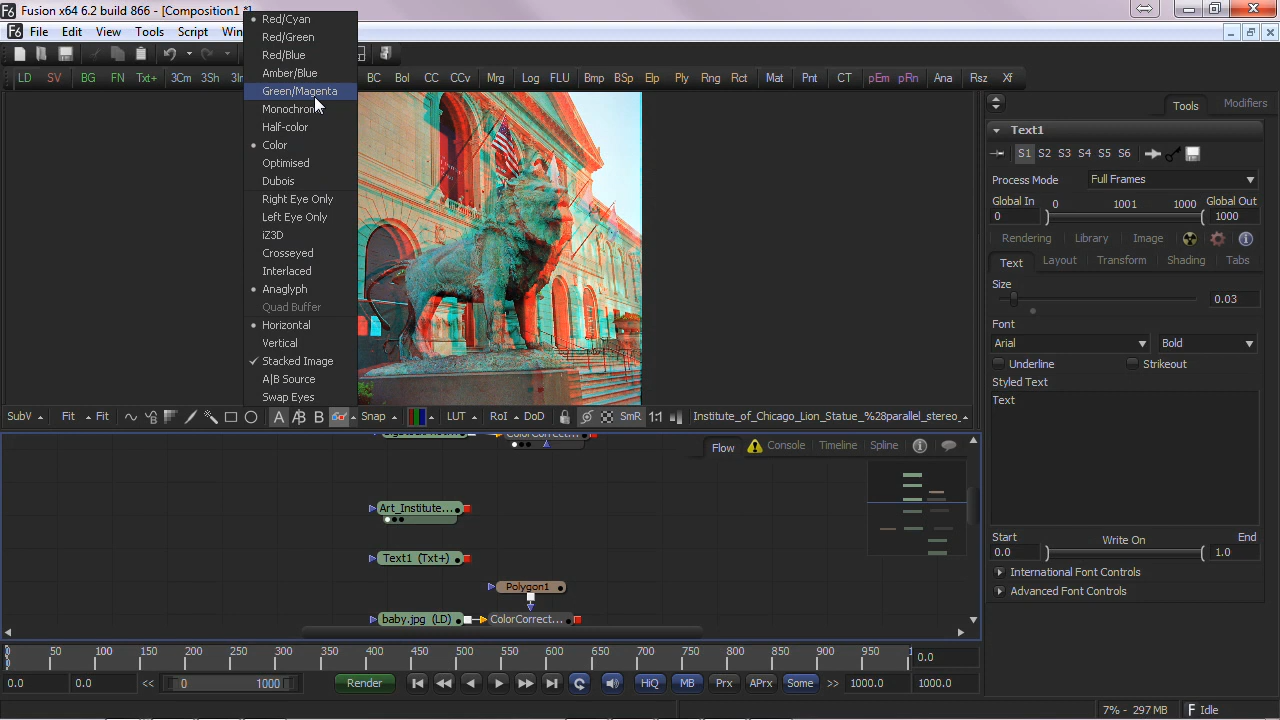 Fusion x64 6.2 build 866 - [Composition1 *]
File Edit View Tools Script Win
LD SV BG FN Txt+ 3Cm 3Sh 3Im BC Bol CC CCv Mrg Log FLU Bmp BSp Elp Ply Rng Rct Mat Pnt CT pEm pRn Ana Rsz Xf
Red/Cyan
Red/Green
Red/Blue
Amber/Blue
Green/Magenta
Monochrom
Half-color
Color
Optimised
Dubois
Right Eye Only
Left Eye Only
iZ3D
Crosseyed
Interlaced
Anaglyph
Quad Buffer
Horizontal
Vertical
Stacked Image
A|B Source
Swap Eyes
SubV Fit Fit A B Snap LUT RoI DoD SmR 1:1 Institute_of_Chicago_Lion_Statue_%28parallel_stereo_
Flow Console Timeline Spline
ColorCorrect...
Art_Institute...
Text1 (Txt+)
Polygon1
baby.jpg (LD) ColorCorrect...
Tools Modifiers
Text1
S1 S2 S3 S4 S5 S6
Process Mode Full Frames
Global In 0 1001 1000 Global Out
0 1000
Rendering Library Image
Text Layout Transform Shading Tabs
Size
0.03
Font
Arial Bold
Underline Strikeout
Styled Text
Text
Start Write On End
0.0 1.0
International Font Controls
Advanced Font Controls
0 50 100 150 200 250 300 350 400 450 500 550 600 650 700 750 800 850 900 950 0.0
0.0 0.0 << 0 1000 Render HiQ MB Prx APrx Some >> 1000.0 1000.0
7% - 297 MB Idle